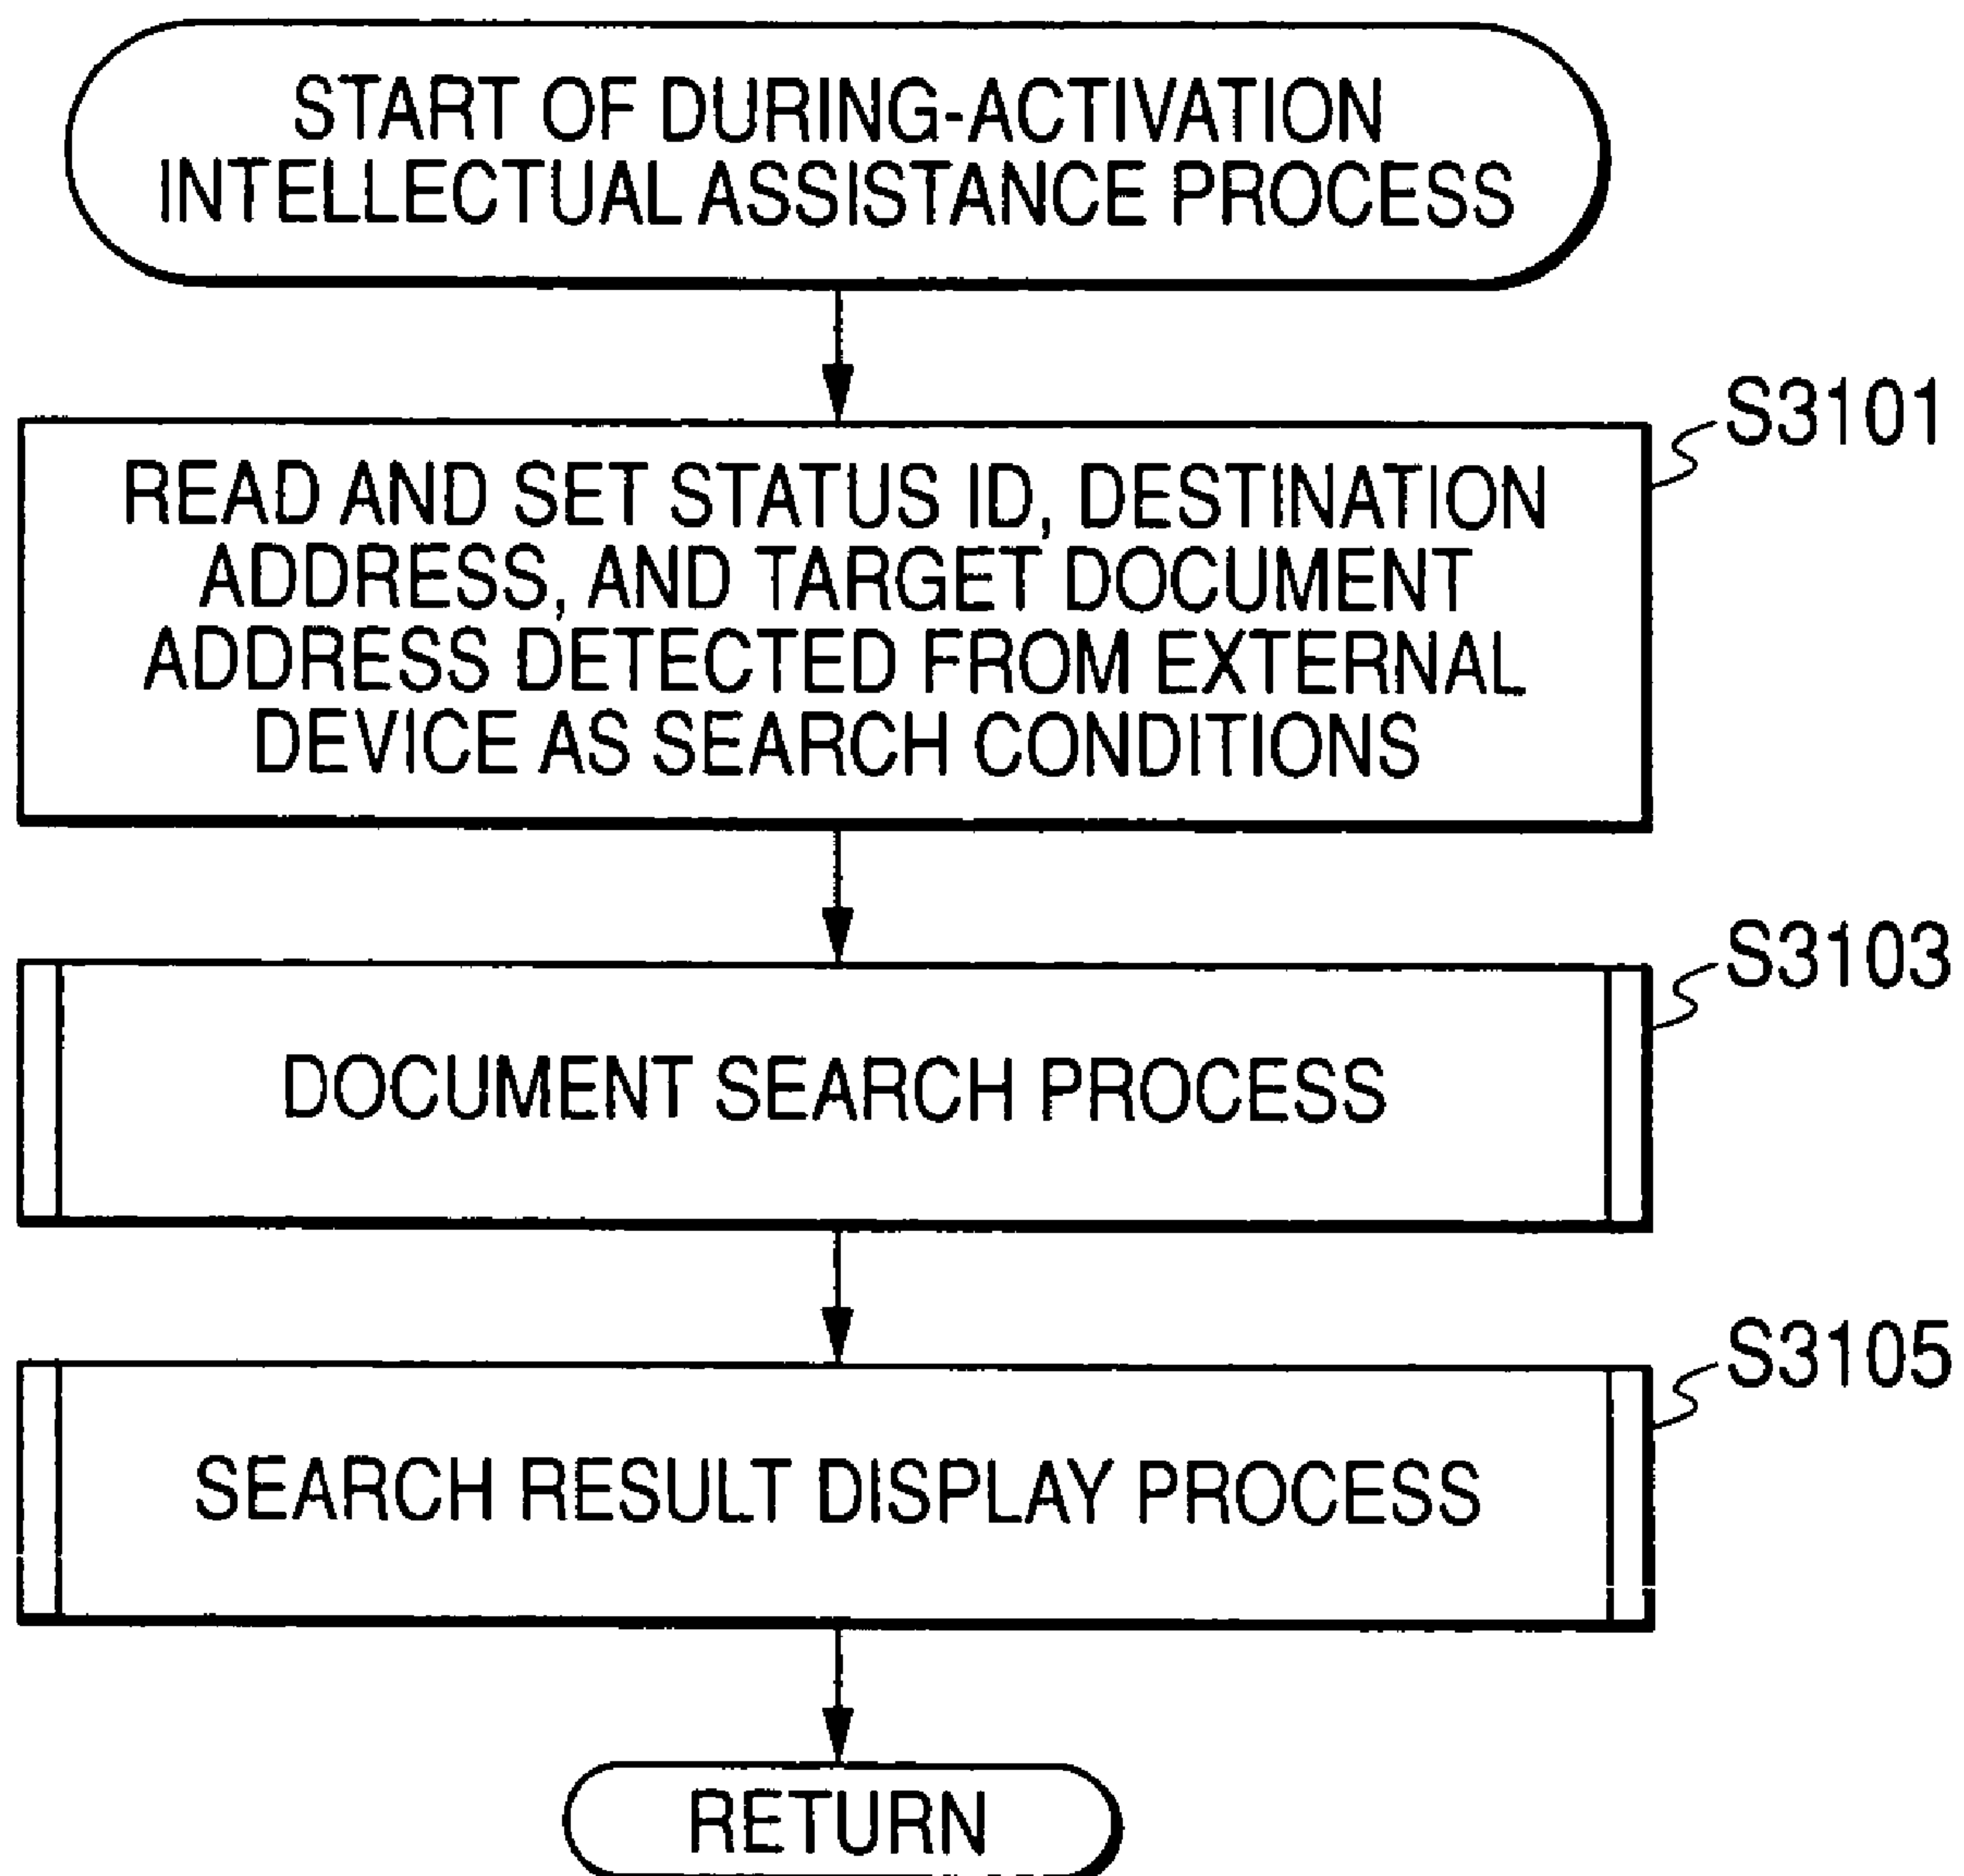 START OF DURING-ACTIVATION
INTELLECTUAL ASSISTANCE PROCESS
S3101
READ AND SET STATUS ID, DESTINATION
ADDRESS, AND TARGET DOCUMENT
ADDRESS DETECTED FROM EXTERNAL
DEVICE AS SEARCH CONDITIONS
S3103
DOCUMENT SEARCH PROCESS
S3105
SEARCH RESULT DISPLAY PROCESS
RETURN